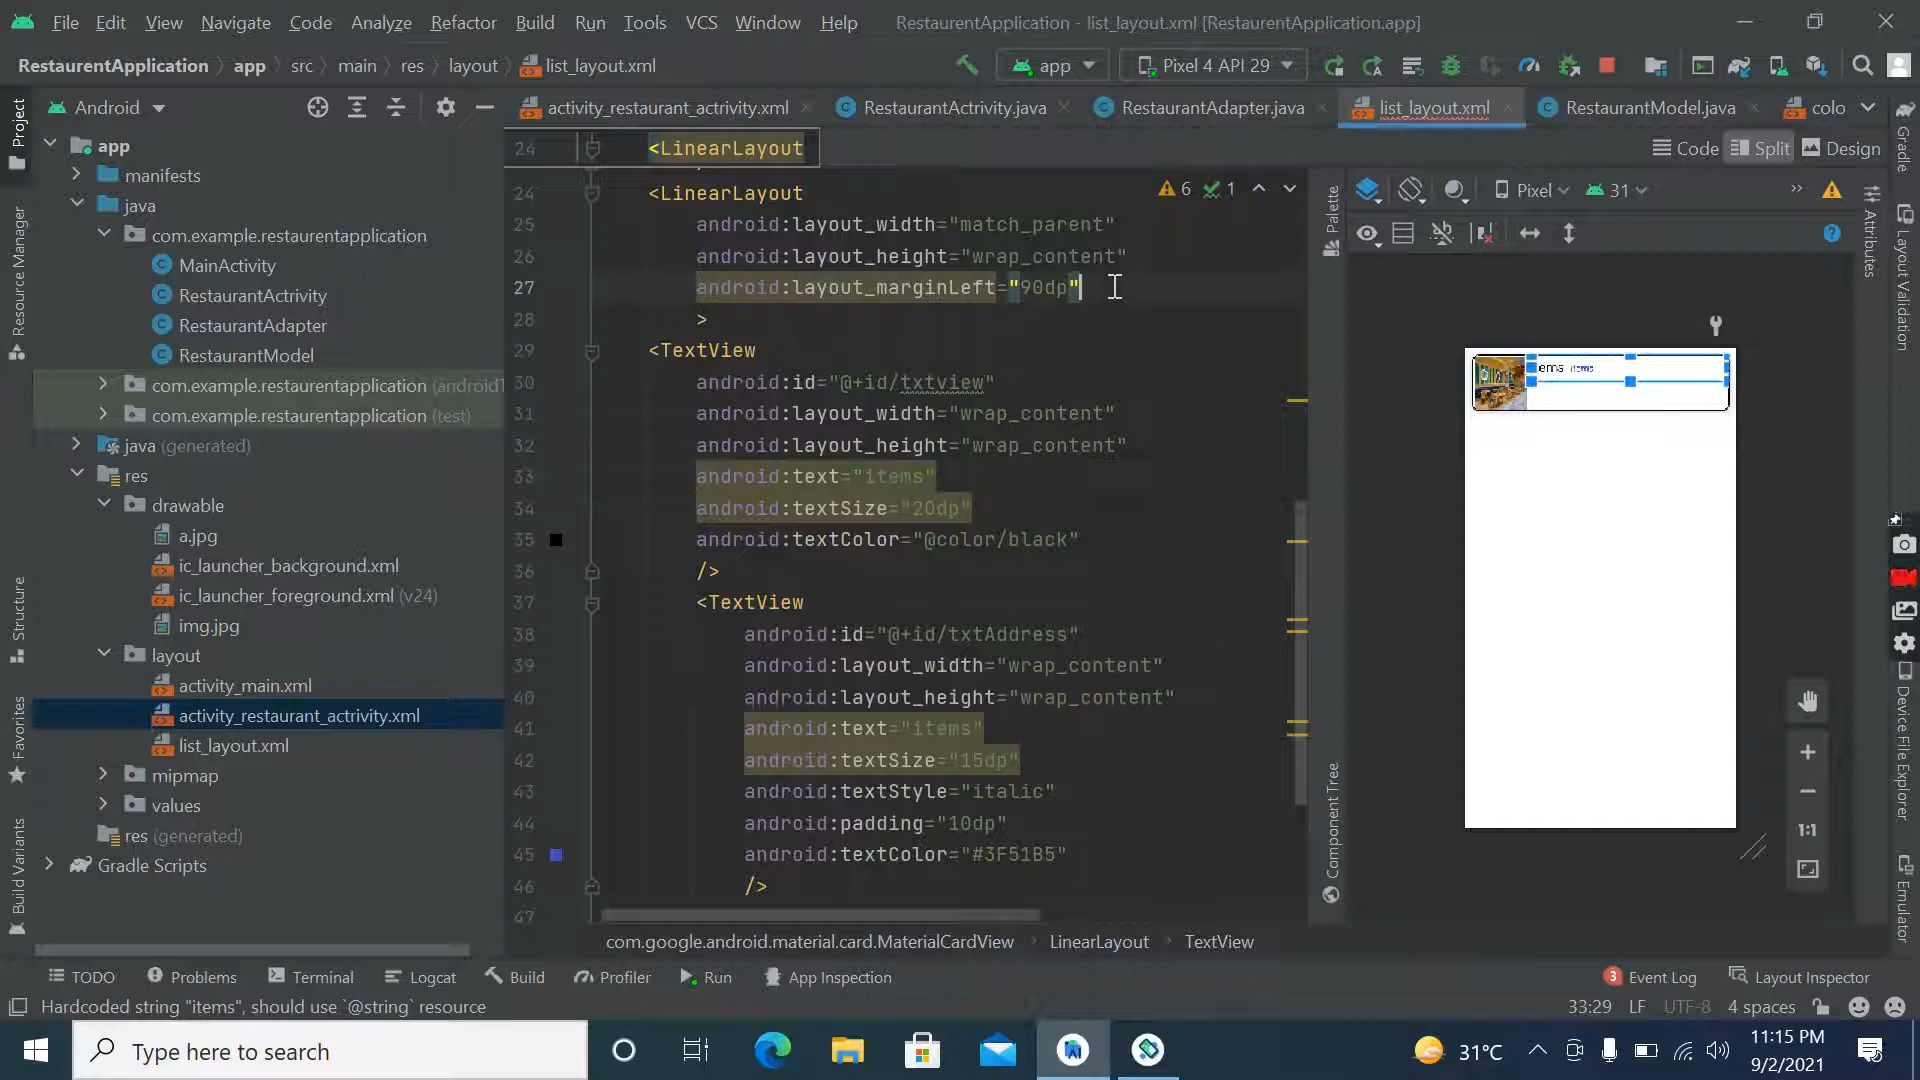 File Edit View Navigate Code Analyze Refactor Build Run Tools VCS Window Help RestaurentApplication - list_layout.xml [RestaurentApplication.app]
RestaurentApplication app src main res layout list_layout.xml app Pixel 4 API 29
Android activity_restaurant_actrivity.xml RestaurantActrivity.java RestaurantAdapter.java list_layout.xml RestaurantModel.java colo
Project
Resource Manager
Structure
Favorites
Build Variants
app
manifests
java
com.example.restaurentapplication
MainActivity
RestaurantActrivity
RestaurantAdapter
RestaurantModel
com.example.restaurentapplication (android
com.example.restaurentapplication (test)
java (generated)
res
drawable
a.jpg
ic_launcher_background.xml
ic_launcher_foreground.xml (v24)
img.jpg
layout
activity_main.xml
activity_restaurant_actrivity.xml
list_layout.xml
mipmap
values
res (generated)
Gradle Scripts
Code Split Design
24 <LinearLayout
6 1
24 <LinearLayout
25 android:layout_width="match_parent"
26 android:layout_height="wrap_content"
27 android:layout_marginLeft="90dp"
28 >
29 <TextView
30 android:id="@+id/txtview"
31 android:layout_width="wrap_content"
32 android:layout_height="wrap_content"
33 android:text="items"
34 android:textSize="20dp"
35 android:textColor="@color/black"
36 />
37 <TextView
38 android:id="@+id/txtAddress"
39 android:layout_width="wrap_content"
40 android:layout_height="wrap_content"
41 android:text="items"
42 android:textSize="15dp"
43 android:textStyle="italic"
44 android:padding="10dp"
45 android:textColor="#3F51B5"
46 />
47
com.google.android.material.card.MaterialCardView LinearLayout TextView
Palette
Component Tree
Pixel 31
ems items
1:1
Attributes
Gradle
Layout Validation
Device File Explorer
Emulator
TODO Problems Terminal Logcat Build Profiler Run App Inspection 3 Event Log Layout Inspector
Hardcoded string "items", should use `@string` resource 33:29 LF UTF-8 4 spaces
Type here to search 31°C 11:15 PM
9/2/2021